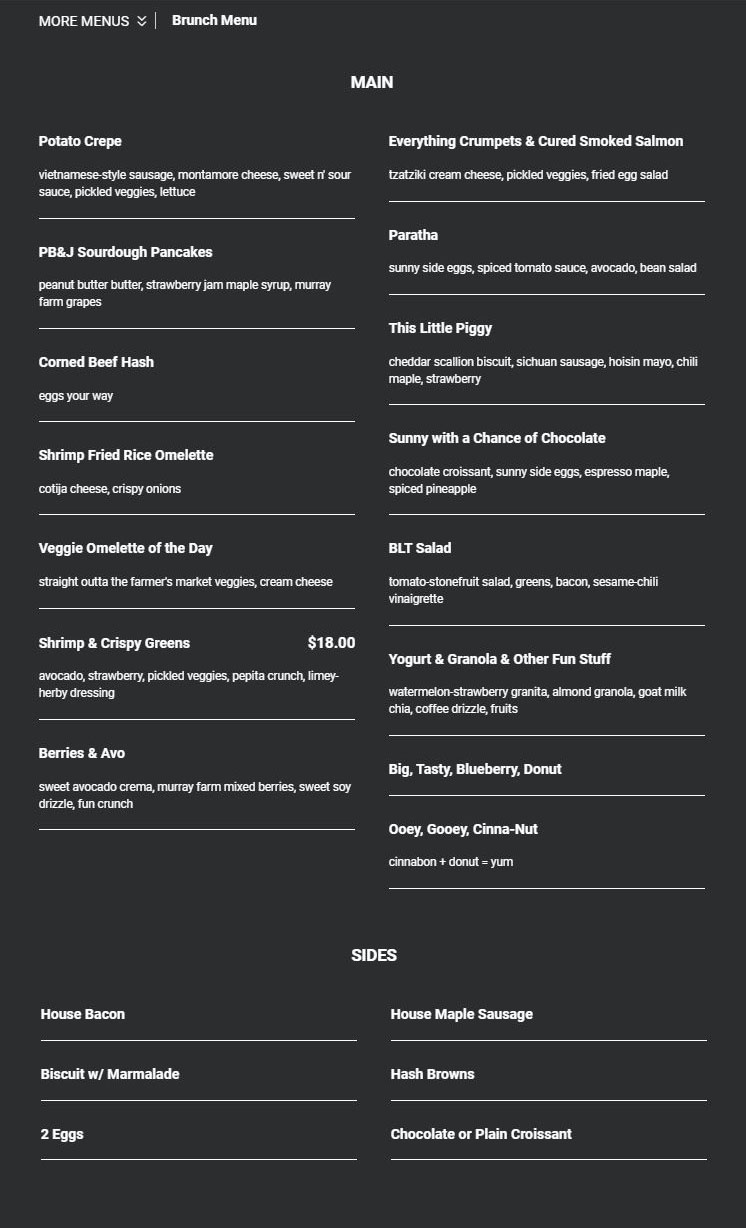 MORE MENUS
Brunch Menu
MAIN
Potato Crepe
vietnamese-style sausage, montamore cheese, sweet n' sour
sauce, pickled veggies, lettuce
PB&J Sourdough Pancakes
peanut butter butter, strawberry jam maple syrup, murray
farm grapes
Corned Beef Hash
eggs your way
Shrimp Fried Rice Omelette
cotija cheese, crispy onions
Veggie Omelette of the Day
straight outta the farmer's market veggies, cream cheese
Shrimp & Crispy Greens $18.00
avocado, strawberry, pickled veggies, pepita crunch, limey-
herby dressing
Berries & Avo
sweet avocado crema, murray farm mixed berries, sweet soy
drizzle, fun crunch
Everything Crumpets & Cured Smoked Salmon
tzatziki cream cheese, pickled veggies, fried egg salad
Paratha
sunny side eggs, spiced tomato sauce, avocado, bean salad
This Little Piggy
cheddar scallion biscuit, sichuan sausage, hoisin mayo, chili
maple, strawberry
Sunny with a Chance of Chocolate
chocolate croissant, sunny side eggs, espresso maple,
spiced pineapple
BLT Salad
tomato-stonefruit salad, greens, bacon, sesame-chili
vinaigrette
Yogurt & Granola & Other Fun Stuff
watermelon-strawberry granita, almond granola, goat milk
chia, coffee drizzle, fruits
Big, Tasty, Blueberry, Donut
Ooey, Gooey, Cinna-Nut
cinnabon + donut = yum
SIDES
House Bacon
Biscuit w/ Marmalade
2 Eggs
House Maple Sausage
Hash Browns
Chocolate or Plain Croissant